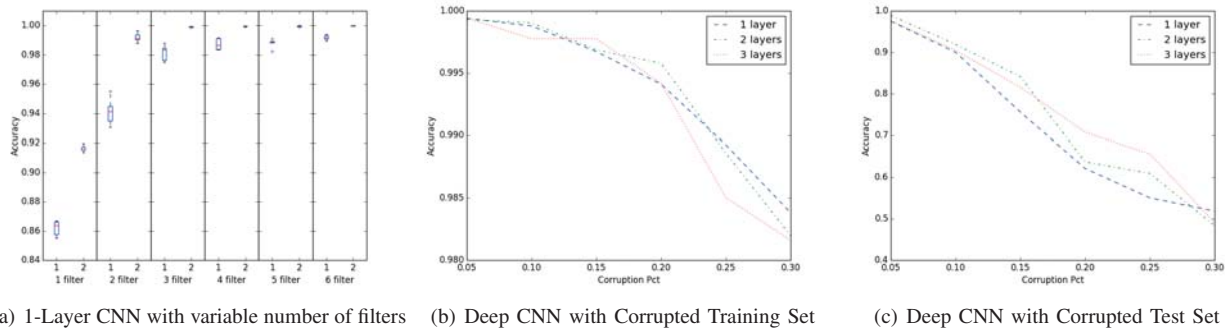 1.00
0.98
0.96
0.94
0.92
0.90
0.88
0.86
0.84
Accuracy
1 2 1 2 1 2 1 2 1 2 1 2
1 filter 2 filter 3 filter 4 filter 5 filter 6 filter
1.000
0.995
0.990
0.985
0.980
Accuracy
1 layer
2 layers
3 layers
0.05 0.10 0.15 0.20 0.25 0.30
Corruption Pct
1.0
0.9
0.8
0.7
0.6
0.5
0.4
Accuracy
1 layer
2 layers
3 layers
0.05 0.10 0.15 0.20 0.25 0.30
Corruption Pct
a) 1-Layer CNN with variable number of filters
(b) Deep CNN with Corrupted Training Set
(c) Deep CNN with Corrupted Test Set